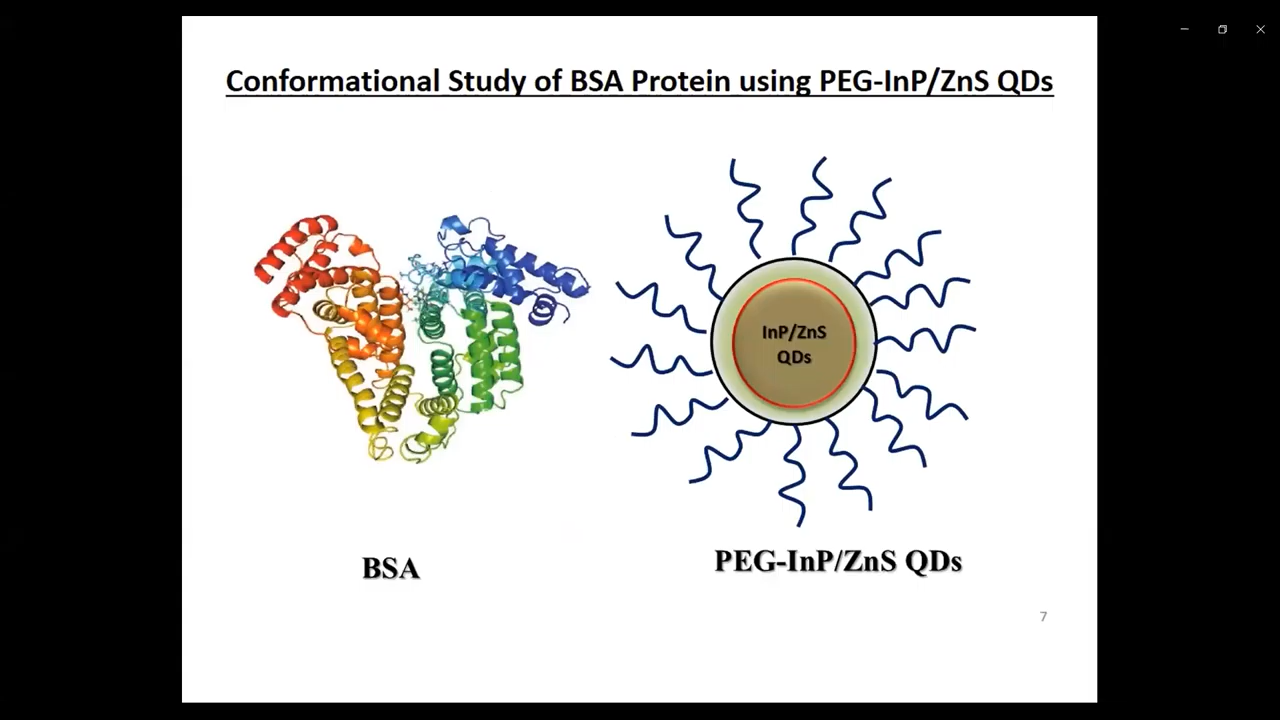 Conformational Study of BSA Protein using PEG-InP/ZnS QDs
InP/ZnS
QDs
BSA
PEG-InP/ZnS QDs
7